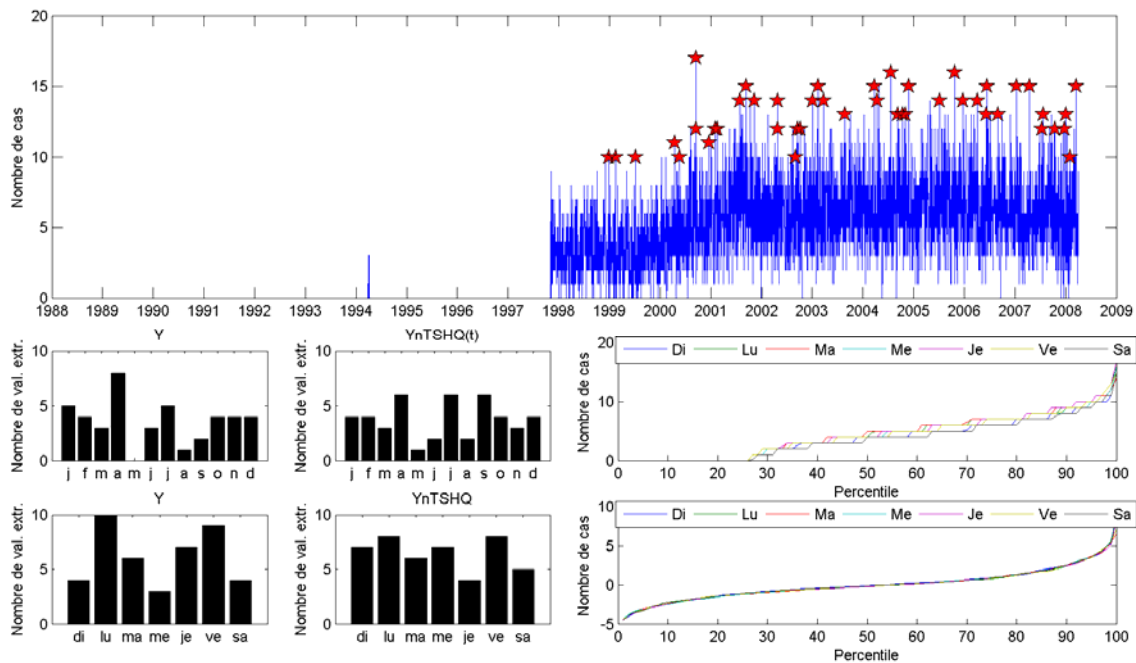 20
15
10
5
0
Nombre de cas
1988 1989 1990 1991 1992 1993 1994 1995 1996 1997 1998 1999 2000 2001 2002 2003 2004 2005 2006 2007 2008 2009
Y
10
5
0
Nombre de val. extr.
j f m a m j j a s o n d
YnTSHQ(t)
10
5
0
Nombre de val. extr.
j f m a m j j a s o n d
20
10
0
Nombre de cas
Di Lu Ma Me Je Ve Sa
0 10 20 30 40 50 60 70 80 90 100
Percentile
Y
10
5
0
Nombre de val. extr.
di lu ma me je ve sa
YnTSHQ
10
5
0
Nombre de val. extr.
di lu ma me je ve sa
10
5
0
-5
Nombre de cas
Di Lu Ma Me Je Ve Sa
0 10 20 30 40 50 60 70 80 90 100
Percentile